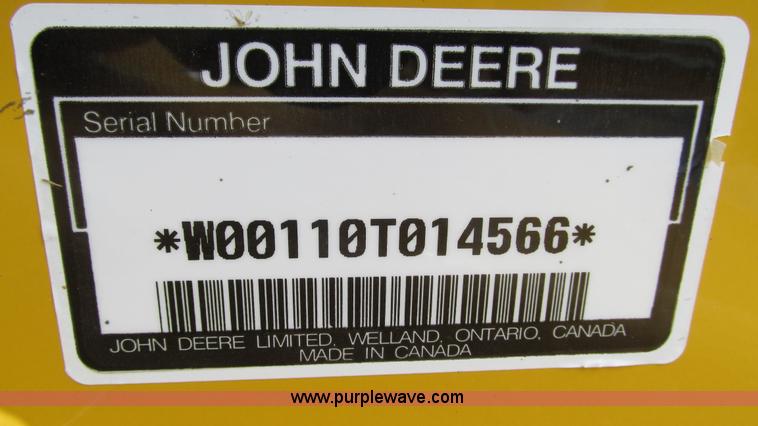 JOHN DEERE
Serial Number
*W00110T014566*
JOHN DEERE LIMITED, WELLAND, ONTARIO, CANADA
MADE IN CANADA
www.purplewave.com